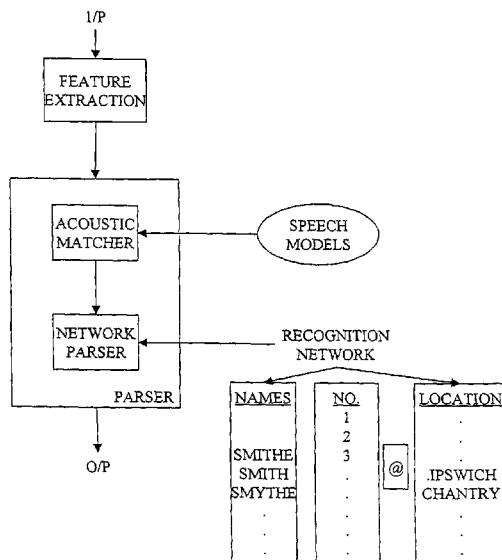 1/P
FEATURE
EXTRACTION
ACOUSTIC
MATCHER
SPEECH
MODELS
NETWORK
PARSER
RECOGNITION
NETWORK
PARSER
O/P
NAMES
SMITHE
SMITH
SMYTHE
NO.
1
2
3
@
LOCATION
.IPSWICH
CHANTRY